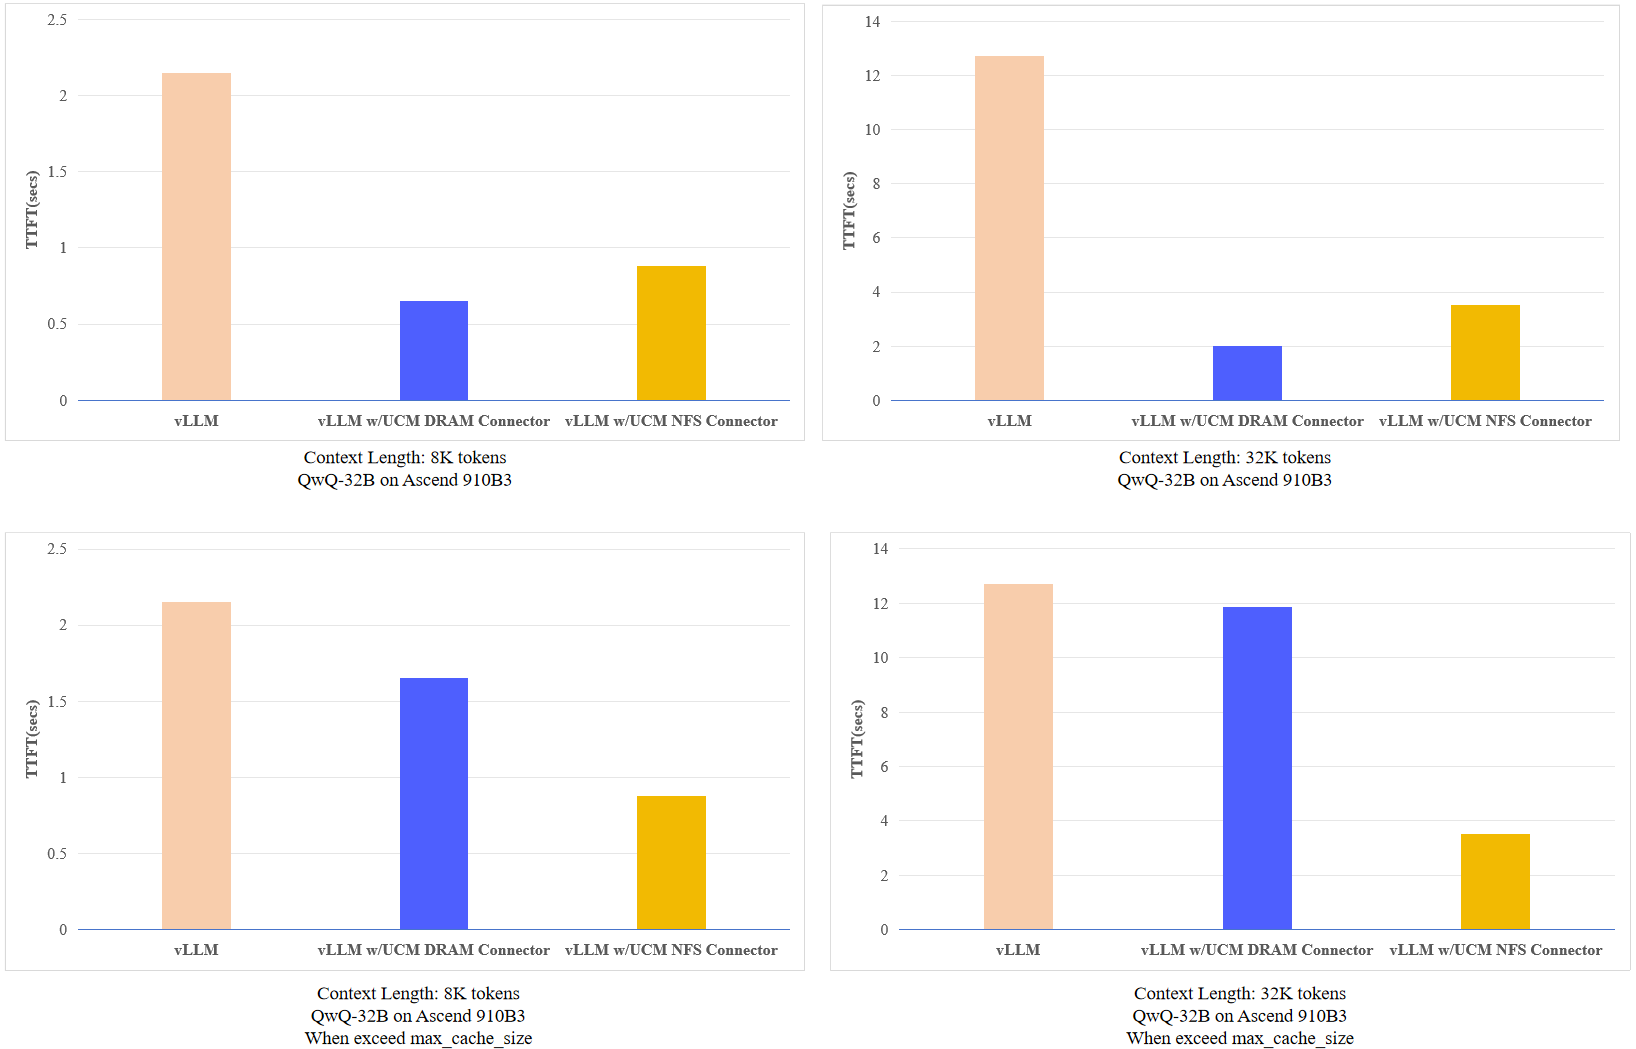 2.5
2
1.5
1
0.5
0
TTFT(secs)
vLLM
vLLM w/UCM DRAM Connector
vLLM w/UCM NFS Connector
Context Length: 8K tokens
QwQ-32B on Ascend 910B3
14
12
10
8
6
4
2
0
TTFT(secs)
vLLM
vLLM w/UCM DRAM Connector
vLLM w/UCM NFS Connector
Context Length: 32K tokens
QwQ-32B on Ascend 910B3
2.5
2
1.5
1
0.5
0
TTFT(secs)
vLLM
vLLM w/UCM DRAM Connector
vLLM w/UCM NFS Connector
Context Length: 8K tokens
QwQ-32B on Ascend 910B3
When exceed max_cache_size
14
12
10
8
6
4
2
0
TTFT(secs)
vLLM
vLLM w/UCM DRAM Connector
vLLM w/UCM NFS Connector
Context Length: 32K tokens
QwQ-32B on Ascend 910B3
When exceed max_cache_size